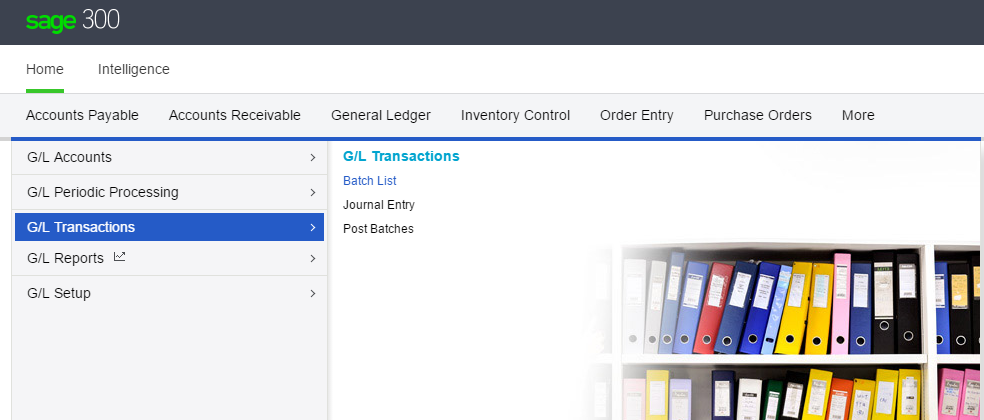 sage 300
Home Intelligence
Accounts Payable Accounts Receivable General Ledger Inventory Control Order Entry Purchase Orders More
G/L Accounts
G/L Periodic Processing
G/L Transactions
G/L Reports
G/L Setup
G/L Transactions
Batch List
Journal Entry
Post Batches